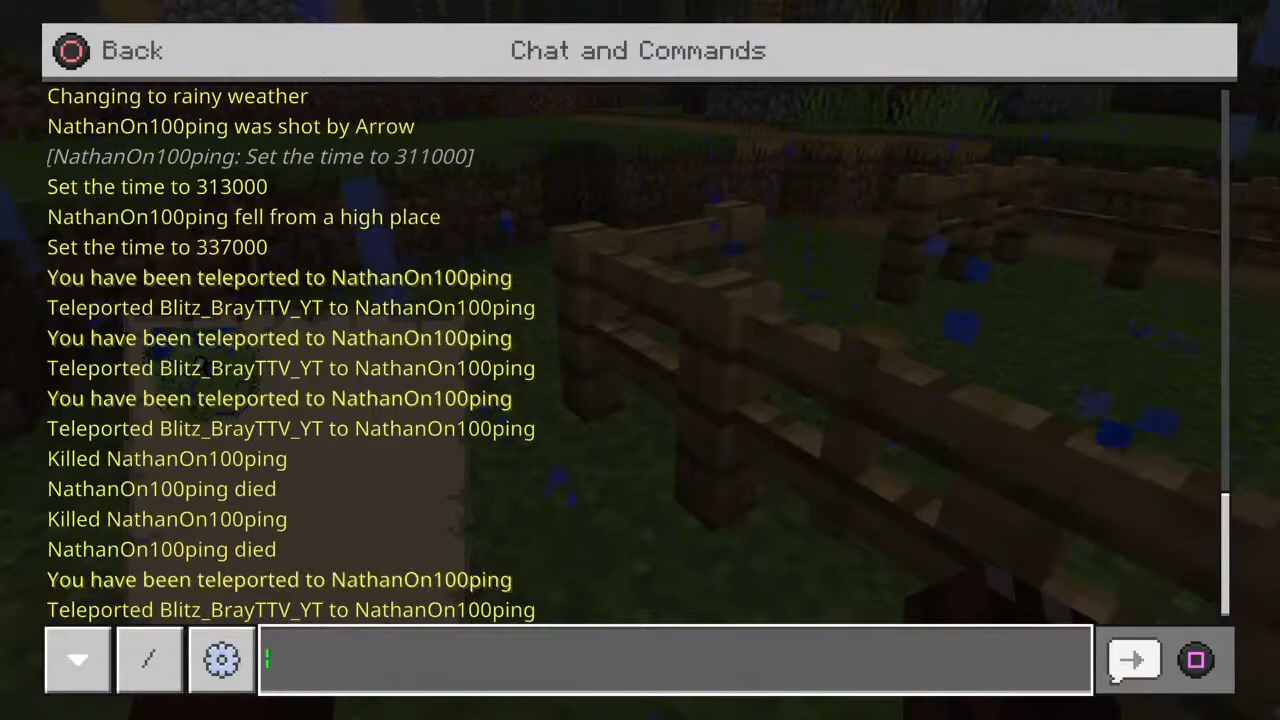 Back
Chat and Commands
Changing to rainy weather
NathanOn100ping was shot by Arrow
[NathanOn100ping: Set the time to 311000]
Set the time to 313000
NathanOn100ping fell from a high place
Set the time to 337000
You have been teleported to NathanOn100ping
Teleported Blitz_BrayTTV_YT to NathanOn100ping
You have been teleported to NathanOn100ping
Teleported Blitz_BrayTTV_YT to NathanOn100ping
You have been teleported to NathanOn100ping
Teleported Blitz_BrayTTV_YT to NathanOn100ping
Killed NathanOn100ping
NathanOn100ping died
Killed NathanOn100ping
NathanOn100ping died
You have been teleported to NathanOn100ping
Teleported Blitz_BrayTTV_YT to NathanOn100ping
/